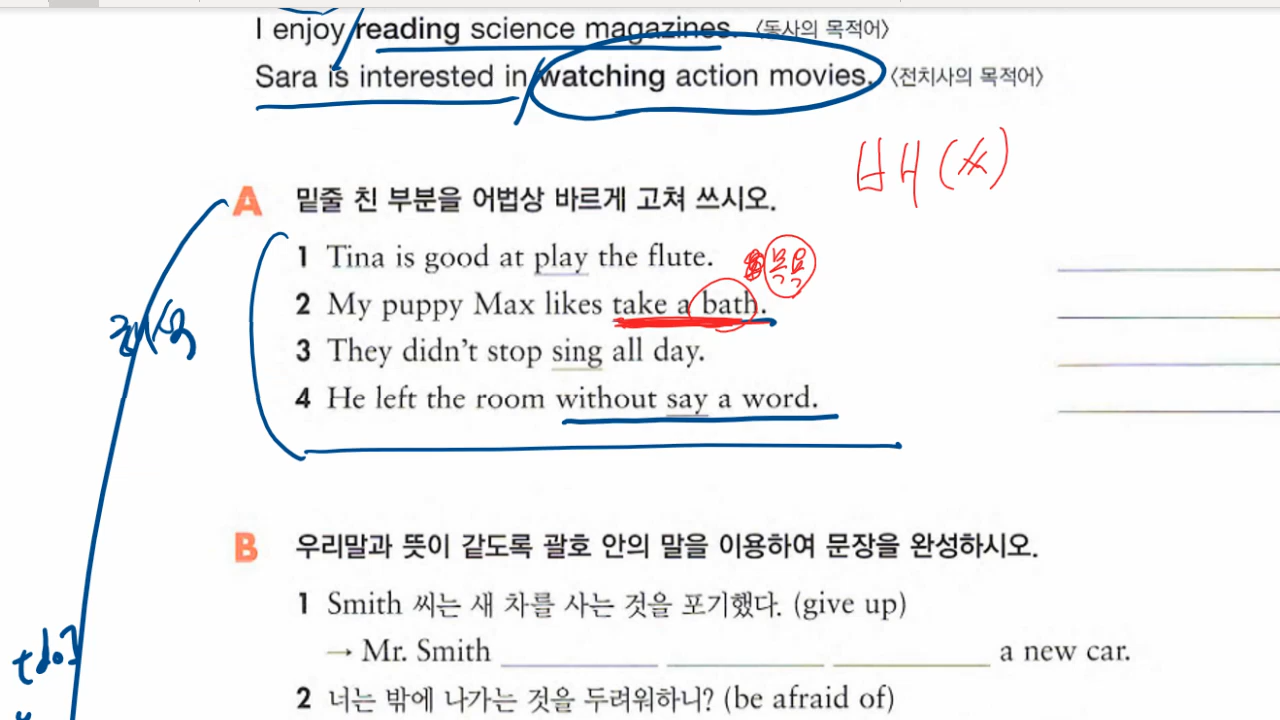 I enjoy reading science magazines. 〈동사의 목적어〉
Sara is interested in watching action movies. 〈전치사의 목적어〉
A 밑줄 친 부분을 어법상 바르게 고쳐 쓰시오.
1 Tina is good at play the flute.
2 My puppy Max likes take a bath.
3 They didn't stop sing all day.
4 He left the room without say a word.
B 우리말과 뜻이 같도록 괄호 안의 말을 이용하여 문장을 완성하시오.
1 Smith 씨는 새 차를 사는 것을 포기했다. (give up)
→ Mr. Smith a new car.
2 너는 밖에 나가는 것을 두려워하니? (be afraid of)